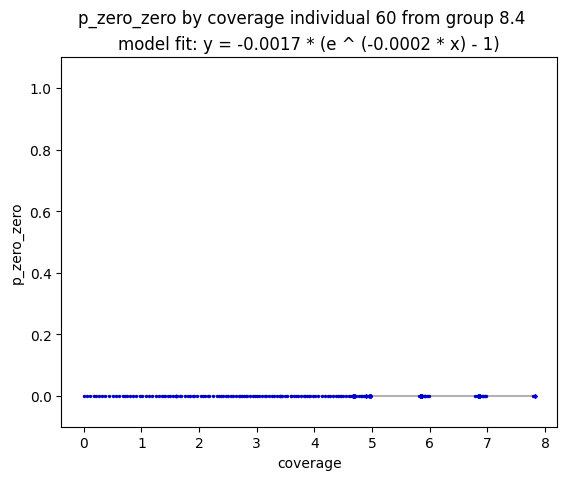 p_zero_zero by coverage individual 60 from group 8.4
model fit: y = -0.0017 * (e ^ (-0.0002 * x) - 1)
1.0
0.8
0.6
0.4
0.2
0.0
p_zero_zero
0 1 2 3 4 5 6 7 8
coverage